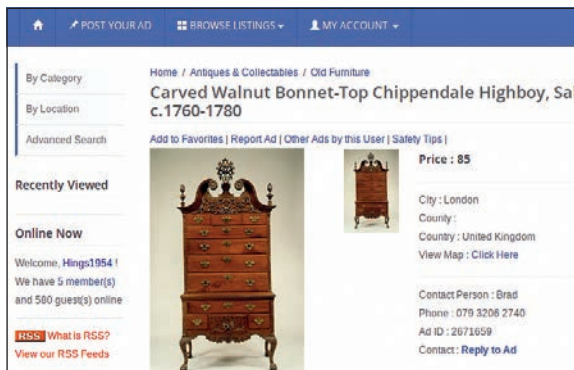 POST YOUR AD BROWSE LISTINGS MY ACCOUNT
By Category
By Location
Advanced Search
Recently Viewed
Online Now
Welcome, Hings1954 !
We have 5 member(s)
and 580 guest(s) online
RSS What is RSS?
View our RSS Feeds
Home / Antiques & Collectables / Old Furniture
Carved Walnut Bonnet-Top Chippendale Highboy, Sa
c.1760-1780
Add to Favorites | Report Ad | Other Ads by this User | Safety Tips |
Price : 85
City : London
County :
Country : United Kingdom
View Map : Click Here
Contact Person : Brad
Phone : 079 3206 2740
Ad ID : 2671659
Contact : Reply to Ad